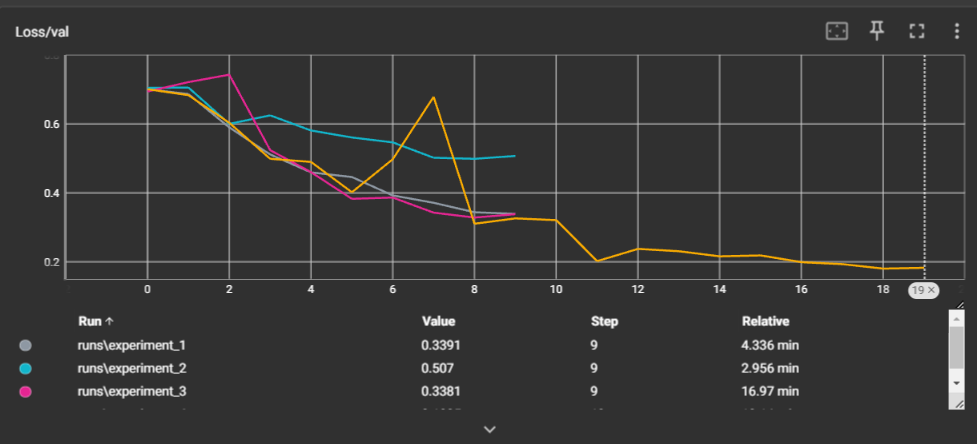 Loss/val
0.6
0.4
0.2
0 2 4 6 8 10 12 14 16 18 19 ×
Run ↑ Value Step Relative
runs\experiment_1 0.3391 9 4.336 min
runs\experiment_2 0.507 9 2.956 min
runs\experiment_3 0.3381 9 16.97 min